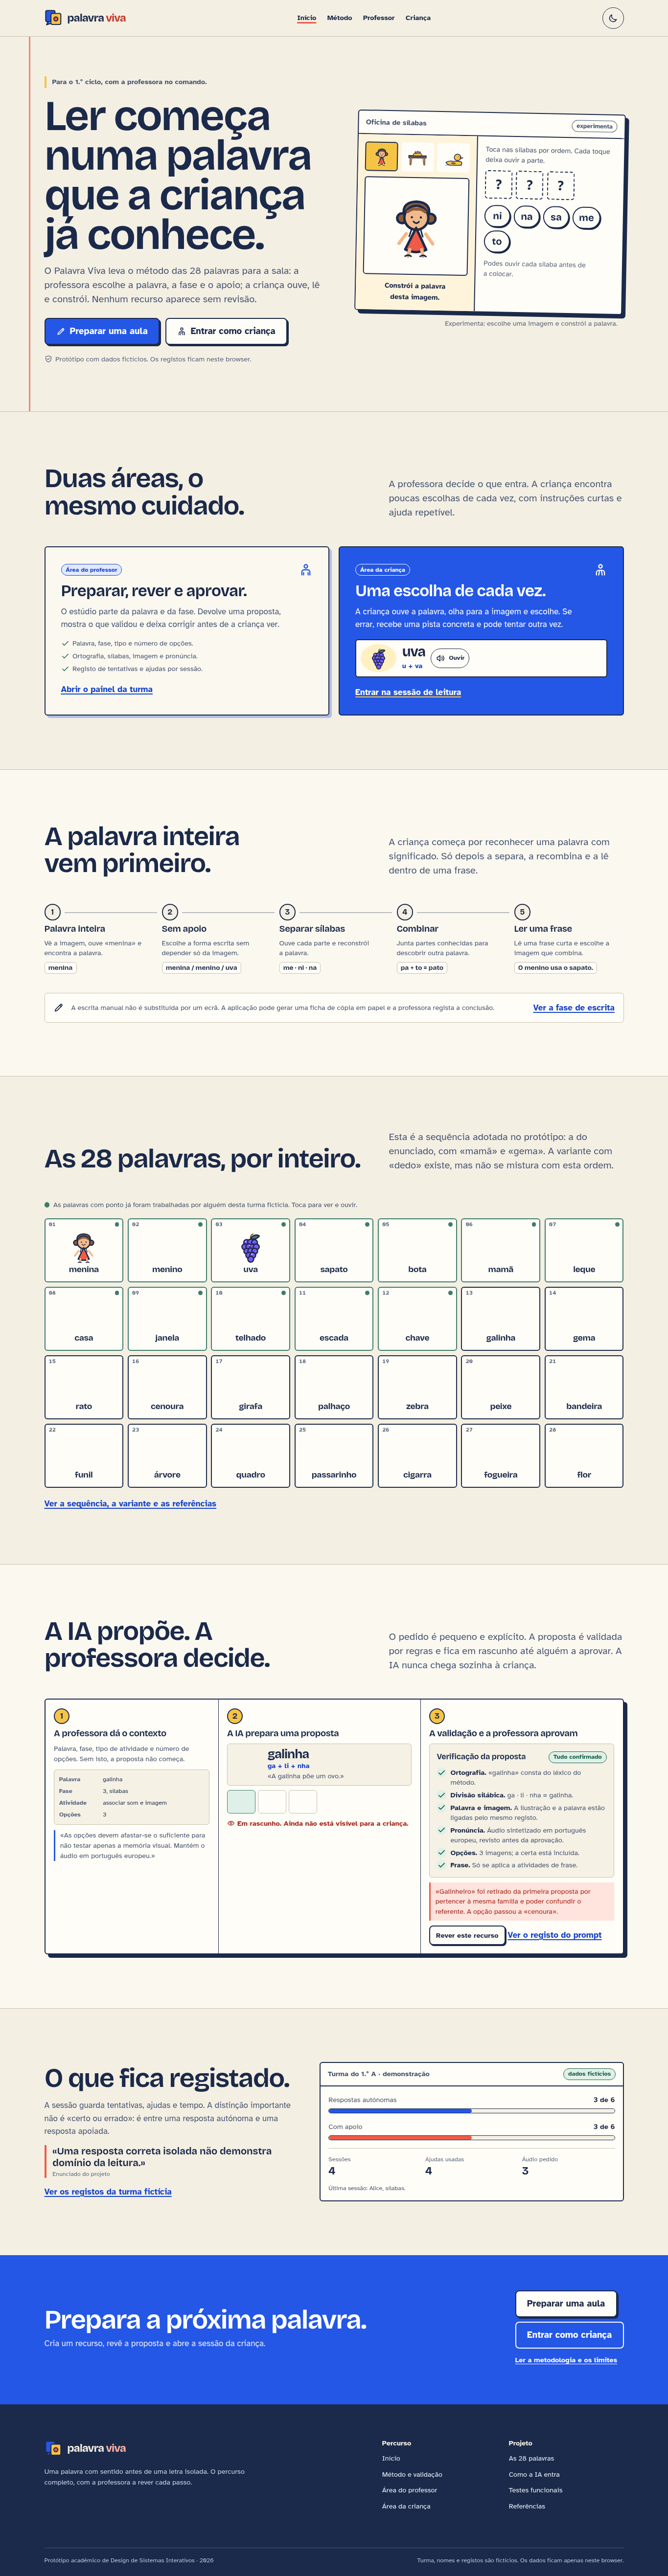 palavra viva
Início
Método
Professor
Criança
Para o 1.º ciclo, com a professora no comando.
Ler começa
numa palavra
que a criança
já conhece.
O Palavra Viva leva o método das 28 palavras para a sala: a
professora escolhe a palavra, a fase e o apoio; a criança ouve, lê
e constrói. Nenhum recurso aparece sem revisão.
Preparar uma aula
Entrar como criança
Protótipo com dados fictícios. Os registos ficam neste browser.
Oficina de sílabas
experimenta
Constrói a palavra
desta imagem.
Toca nas sílabas por ordem. Cada toque
deixa ouvir a parte.
? ? ?
ni na sa me
to
Podes ouvir cada sílaba antes de
a colocar.
Experimenta: escolhe uma imagem e constrói a palavra.
Duas áreas, o
mesmo cuidado.
A professora decide o que entra. A criança encontra
poucas escolhas de cada vez, com instruções curtas e
ajuda repetível.
Área do professor
Preparar, rever e aprovar.
O estúdio parte da palavra e da fase. Devolve uma proposta,
mostra o que validou e deixa corrigir antes de a criança ver.
Palavra, fase, tipo e número de opções.
Ortografia, sílabas, imagem e pronúncia.
Registo de tentativas e ajudas por sessão.
Abrir o painel da turma
Área da criança
Uma escolha de cada vez.
A criança ouve a palavra, olha para a imagem e escolhe. Se
errar, recebe uma pista concreta e pode tentar outra vez.
uva
u + va
Ouvir
Entrar na sessão de leitura
A palavra inteira
vem primeiro.
A criança começa por reconhecer uma palavra com
significado. Só depois a separa, a recombina e a lê
dentro de uma frase.
1
Palavra inteira
Vê a imagem, ouve «menina» e
encontra a palavra.
menina
2
Sem apoio
Escolhe a forma escrita sem
depender só da imagem.
menina / menino / uva
3
Separar sílabas
Ouve cada parte e reconstrói
a palavra.
me · ni · na
4
Combinar
Junta partes conhecidas para
descobrir outra palavra.
pa + to = pato
5
Ler uma frase
Lê uma frase curta e escolhe a
imagem que combina.
O menino usa o sapato.
A escrita manual não é substituída por um ecrã. A aplicação pode gerar uma ficha de cópia em papel e a professora regista a conclusão.
Ver a fase de escrita
As 28 palavras, por inteiro.
Esta é a sequência adotada no protótipo: a do
enunciado, com «mamã» e «gema». A variante com
«dedo» existe, mas não se mistura com esta ordem.
As palavras com ponto já foram trabalhadas por alguém desta turma fictícia. Toca para ver e ouvir.
01
menina
02
menino
03
uva
04
sapato
05
bota
06
mamã
07
leque
08
casa
09
janela
10
telhado
11
escada
12
chave
13
galinha
14
gema
15
rato
16
cenoura
17
girafa
18
palhaço
19
zebra
20
peixe
21
bandeira
22
funil
23
árvore
24
quadro
25
passarinho
26
cigarra
27
fogueira
28
flor
Ver a sequência, a variante e as referências
A IA propõe. A
professora decide.
O pedido é pequeno e explícito. A proposta é validada
por regras e fica em rascunho até alguém a aprovar. A
IA nunca chega sozinha à criança.
1
A professora dá o contexto
Palavra, fase, tipo de atividade e número de
opções. Sem isto, a proposta não começa.
Palavra galinha
Fase 3, sílabas
Atividade associar som e imagem
Opções 3
«As opções devem afastar-se o suficiente para
não testar apenas a memória visual. Mantém o
áudio em português europeu.»
2
A IA prepara uma proposta
galinha
ga + li + nha
«A galinha põe um ovo.»
Em rascunho. Ainda não está visível para a criança.
3
A validação e a professora aprovam
Verificação da proposta
Tudo confirmado
Ortografia. «galinha» consta do léxico do
método.
Divisão silábica. ga · li · nha = galinha.
Palavra e imagem. A ilustração e a palavra estão
ligadas pelo mesmo registo.
Pronúncia. Áudio sintetizado em português
europeu, revisto antes da aprovação.
Opções. 3 imagens; a certa está incluída.
Frase. Só se aplica a atividades de frase.
«Galinheiro» foi retirado da primeira proposta por
pertencer à mesma família e poder confundir o
referente. A opção passou a «cenoura».
Rever este recurso
Ver o registo do prompt
O que fica registado.
A sessão guarda tentativas, ajudas e tempo. A distinção importante
não é «certo ou errado»: é entre uma resposta autónoma e uma
resposta apoiada.
«Uma resposta correta isolada não demonstra
domínio da leitura.»
Enunciado do projeto
Ver os registos da turma fictícia
Turma do 1.º A · demonstração
dados fictícios
Respostas autónomas 3 de 6
Com apoio 3 de 6
Sessões
4
Ajudas usadas
4
Áudio pedido
3
Última sessão: Alice, sílabas.
Prepara a próxima palavra.
Cria um recurso, revê a proposta e abre a sessão da criança.
Preparar uma aula
Entrar como criança
Ler a metodologia e os limites
palavra viva
Uma palavra com sentido antes de uma letra isolada. O percurso
completo, com a professora a rever cada passo.
Percurso
Início
Método e validação
Área do professor
Área da criança
Projeto
As 28 palavras
Como a IA entra
Testes funcionais
Referências
Protótipo académico de Design de Sistemas Interativos · 2026
Turma, nomes e registos são fictícios. Os dados ficam apenas neste browser.